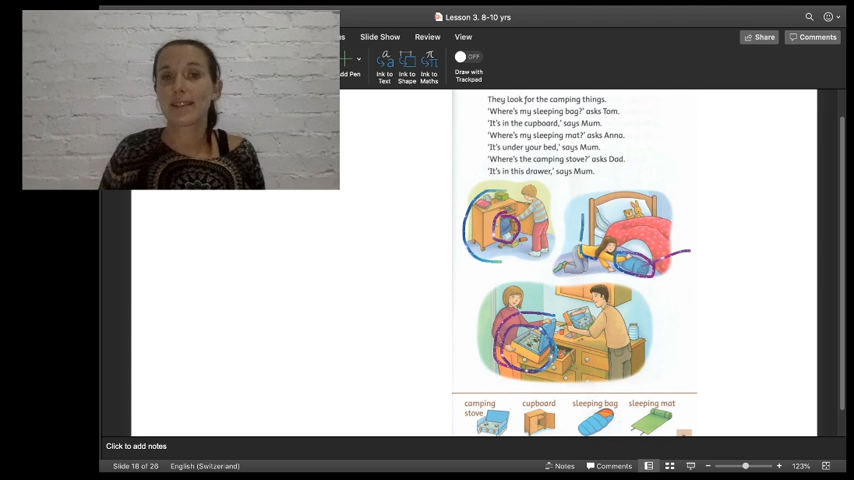 Lesson 3. 8-10 yrs
Slide Show Review View
Share Comments
Add Pen
Ink to Text
Ink to Shape
Ink to Maths
OFF
Draw with Trackpad
They look for the camping things.
‘Where’s my sleeping bag?’ asks Tom.
‘It’s in the cupboard,’ says Mum.
‘Where’s my sleeping mat?’ asks Anna.
‘It’s under your bed,’ says Mum.
‘Where’s the camping stove?’ asks Dad.
‘It’s in this drawer,’ says Mum.
camping stove
cupboard
sleeping bag
sleeping mat
Click to add notes
Slide 18 of 26 English (Switzerland) Notes Comments 123%